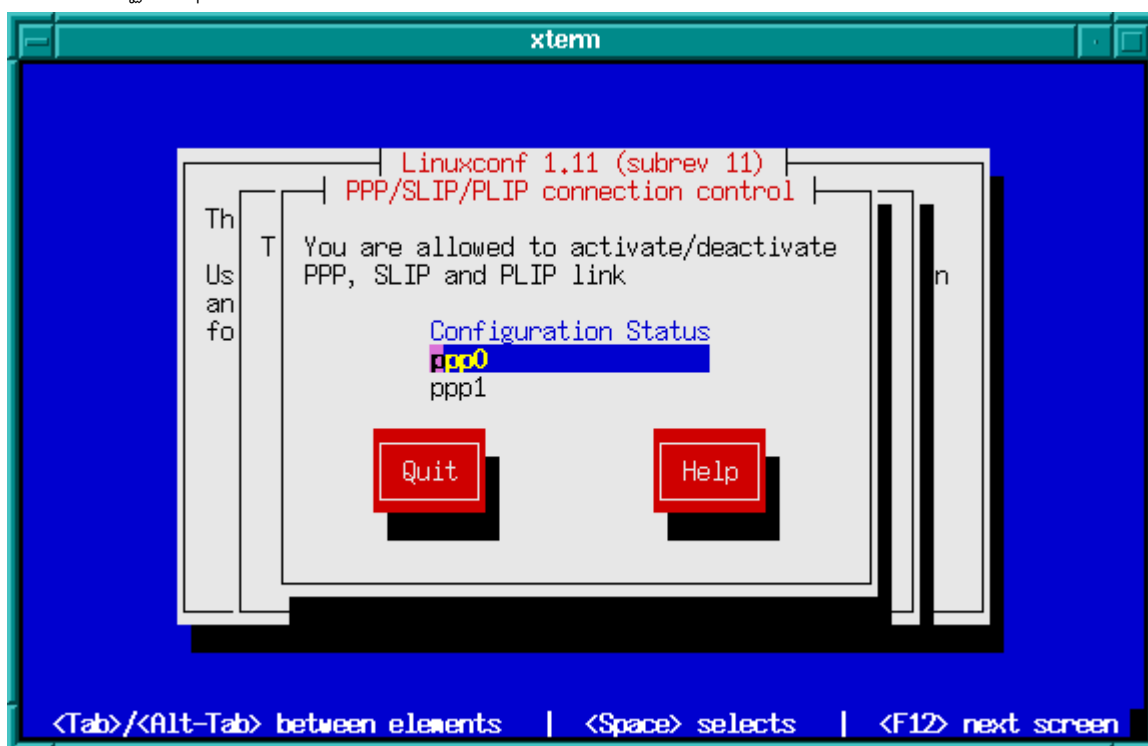 xterm
Linuxconf 1.11 (subrev 11)
PPP/SLIP/PLIP connection control
Th
T You are allowed to activate/deactivate
Us PPP, SLIP and PLIP link n
an
fo Configuration Status
ppp0
ppp1
Quit Help
<Tab>/<Alt-Tab> between elements | <Space> selects | <F12> next screen